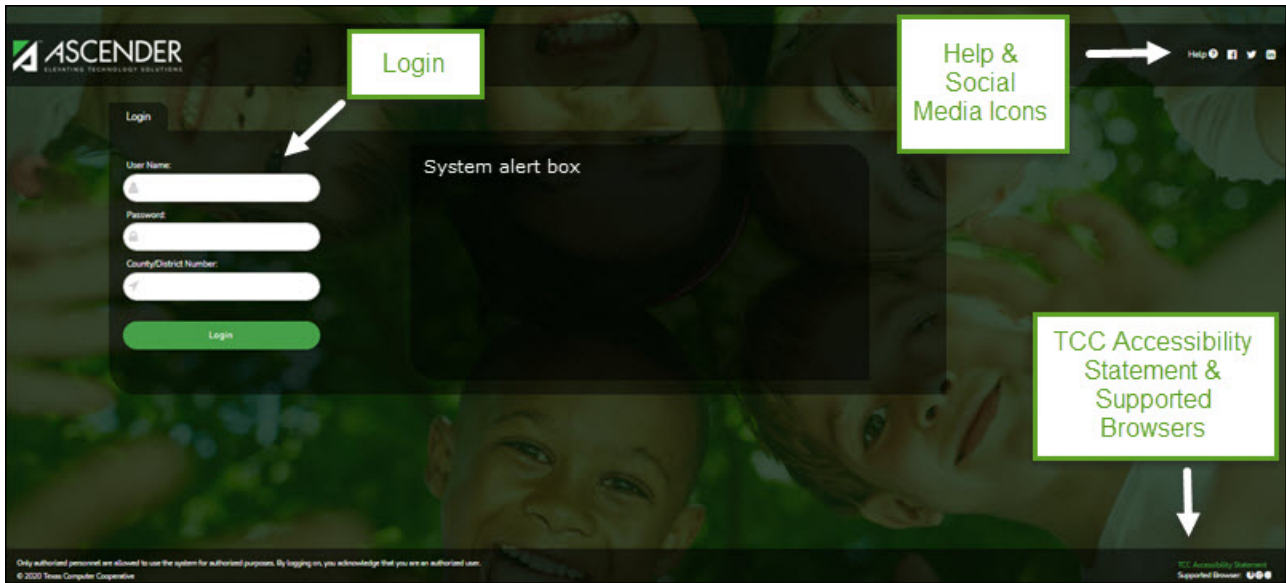 ASCENDER
ELEVATING TECHNOLOGY SOLUTIONS
Login
Help &
Social
Media Icons
Help
Login
User Name:
System alert box
Password:
County/District Number:
Login
TCC Accessibility
Statement &
Supported
Browsers
Only authorized personnel are allowed to use the system for authorized purposes. By logging on, you acknowledge that you are an authorized user.
© 2020 Texas Computer Cooperative
TCC Accessibility Statement
Supported Browser: